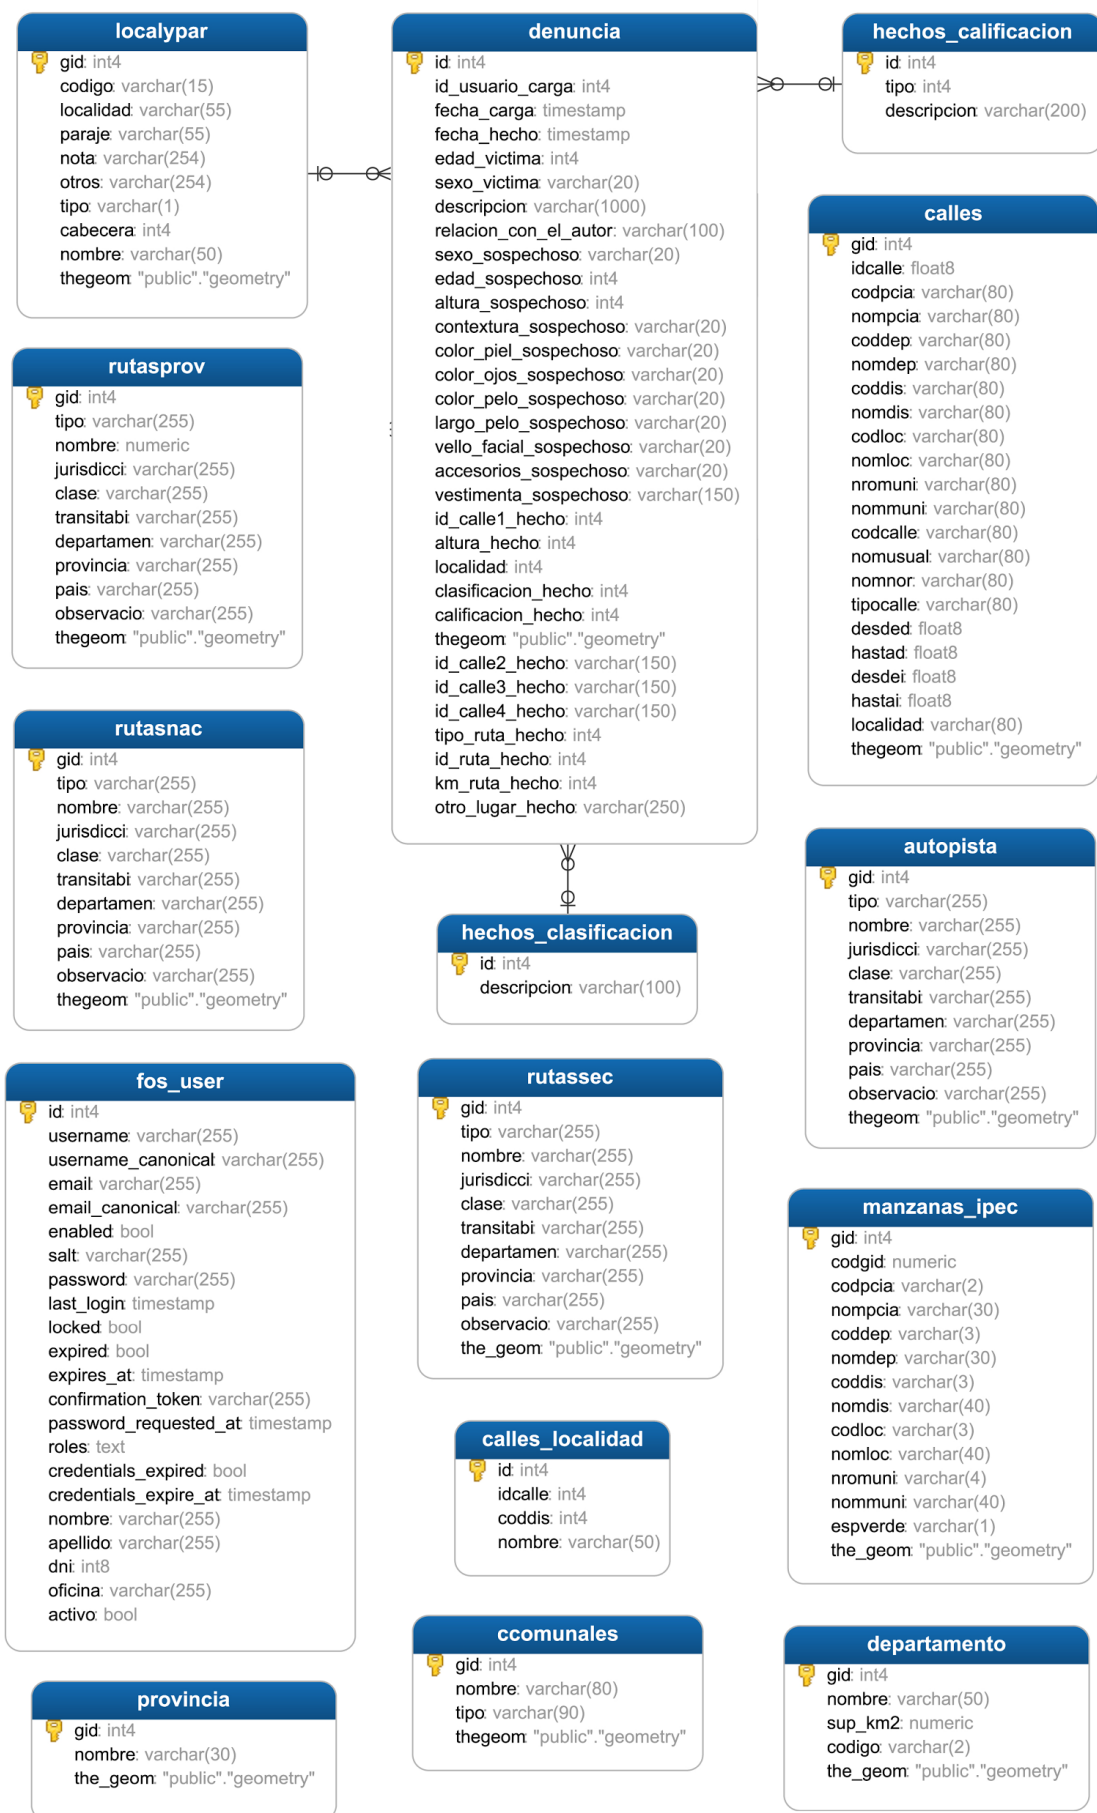 localypar
gid: int4
codigo: varchar(15)
localidad: varchar(55)
paraje: varchar(55)
nota: varchar(254)
otros: varchar(254)
tipo: varchar(1)
cabecera: int4
nombre: varchar(50)
thegeom: "public"."geometry"
denuncia
id: int4
id_usuario_carga: int4
fecha_carga: timestamp
fecha_hecho: timestamp
edad_victima: int4
sexo_victima: varchar(20)
descripcion: varchar(1000)
relacion_con_el_autor: varchar(100)
sexo_sospechoso: varchar(20)
edad_sospechoso: int4
altura_sospechoso: int4
contextura_sospechoso: varchar(20)
color_piel_sospechoso: varchar(20)
color_ojos_sospechoso: varchar(20)
color_pelo_sospechoso: varchar(20)
largo_pelo_sospechoso: varchar(20)
vello_facial_sospechoso: varchar(20)
accesorios_sospechoso: varchar(20)
vestimenta_sospechoso: varchar(150)
id_calle1_hecho: int4
altura_hecho: int4
localidad: int4
clasificacion_hecho: int4
calificacion_hecho: int4
thegeom: "public"."geometry"
id_calle2_hecho: varchar(150)
id_calle3_hecho: varchar(150)
id_calle4_hecho: varchar(150)
tipo_ruta_hecho: int4
id_ruta_hecho: int4
km_ruta_hecho: int4
otro_lugar_hecho: varchar(250)
hechos_calificacion
id: int4
tipo: int4
descripcion: varchar(200)
calles
gid: int4
idcalle: float8
codpcia: varchar(80)
nompcia: varchar(80)
coddep: varchar(80)
nomdep: varchar(80)
coddis: varchar(80)
nomdis: varchar(80)
codloc: varchar(80)
nomloc: varchar(80)
nromuni: varchar(80)
nommuni: varchar(80)
codcalle: varchar(80)
nomusual: varchar(80)
nomnor: varchar(80)
tipocalle: varchar(80)
desded: float8
hastad: float8
desdei: float8
hastai: float8
localidad: varchar(80)
thegeom: "public"."geometry"
rutasprov
gid: int4
tipo: varchar(255)
nombre: numeric
jurisdicci: varchar(255)
clase: varchar(255)
transitabi: varchar(255)
departamen: varchar(255)
provincia: varchar(255)
pais: varchar(255)
observacio: varchar(255)
thegeom: "public"."geometry"
rutasnac
gid: int4
tipo: varchar(255)
nombre: varchar(255)
jurisdicci: varchar(255)
clase: varchar(255)
transitabi: varchar(255)
departamen: varchar(255)
provincia: varchar(255)
pais: varchar(255)
observacio: varchar(255)
thegeom: "public"."geometry"
hechos_clasificacion
id: int4
descripcion: varchar(100)
autopista
gid: int4
tipo: varchar(255)
nombre: varchar(255)
jurisdicci: varchar(255)
clase: varchar(255)
transitabi: varchar(255)
departamen: varchar(255)
provincia: varchar(255)
pais: varchar(255)
observacio: varchar(255)
thegeom: "public"."geometry"
fos_user
id: int4
username: varchar(255)
username_canonical: varchar(255)
email: varchar(255)
email_canonical: varchar(255)
enabled: bool
salt: varchar(255)
password: varchar(255)
last_login: timestamp
locked: bool
expired: bool
expires_at: timestamp
confirmation_token: varchar(255)
password_requested_at: timestamp
roles: text
credentials_expired: bool
credentials_expire_at: timestamp
nombre: varchar(255)
apellido: varchar(255)
dni: int8
oficina: varchar(255)
activo: bool
rutassec
gid: int4
tipo: varchar(255)
nombre: varchar(255)
jurisdicci: varchar(255)
clase: varchar(255)
transitabi: varchar(255)
departamen: varchar(255)
provincia: varchar(255)
pais: varchar(255)
observacio: varchar(255)
the_geom: "public"."geometry"
manzanas_ipec
gid: int4
codgid: numeric
codpcia: varchar(2)
nompcia: varchar(30)
coddep: varchar(3)
nomdep: varchar(30)
coddis: varchar(3)
nomdis: varchar(40)
codloc: varchar(3)
nomloc: varchar(40)
nromuni: varchar(4)
nommuni: varchar(40)
espverde: varchar(1)
the_geom: "public"."geometry"
calles_localidad
id: int4
idcalle: int4
coddis: int4
nombre: varchar(50)
ccomunales
gid: int4
nombre: varchar(80)
tipo: varchar(90)
thegeom: "public"."geometry"
departamento
gid: int4
nombre: varchar(50)
sup_km2: numeric
codigo: varchar(2)
the_geom: "public"."geometry"
provincia
gid: int4
nombre: varchar(30)
the_geom: "public"."geometry"